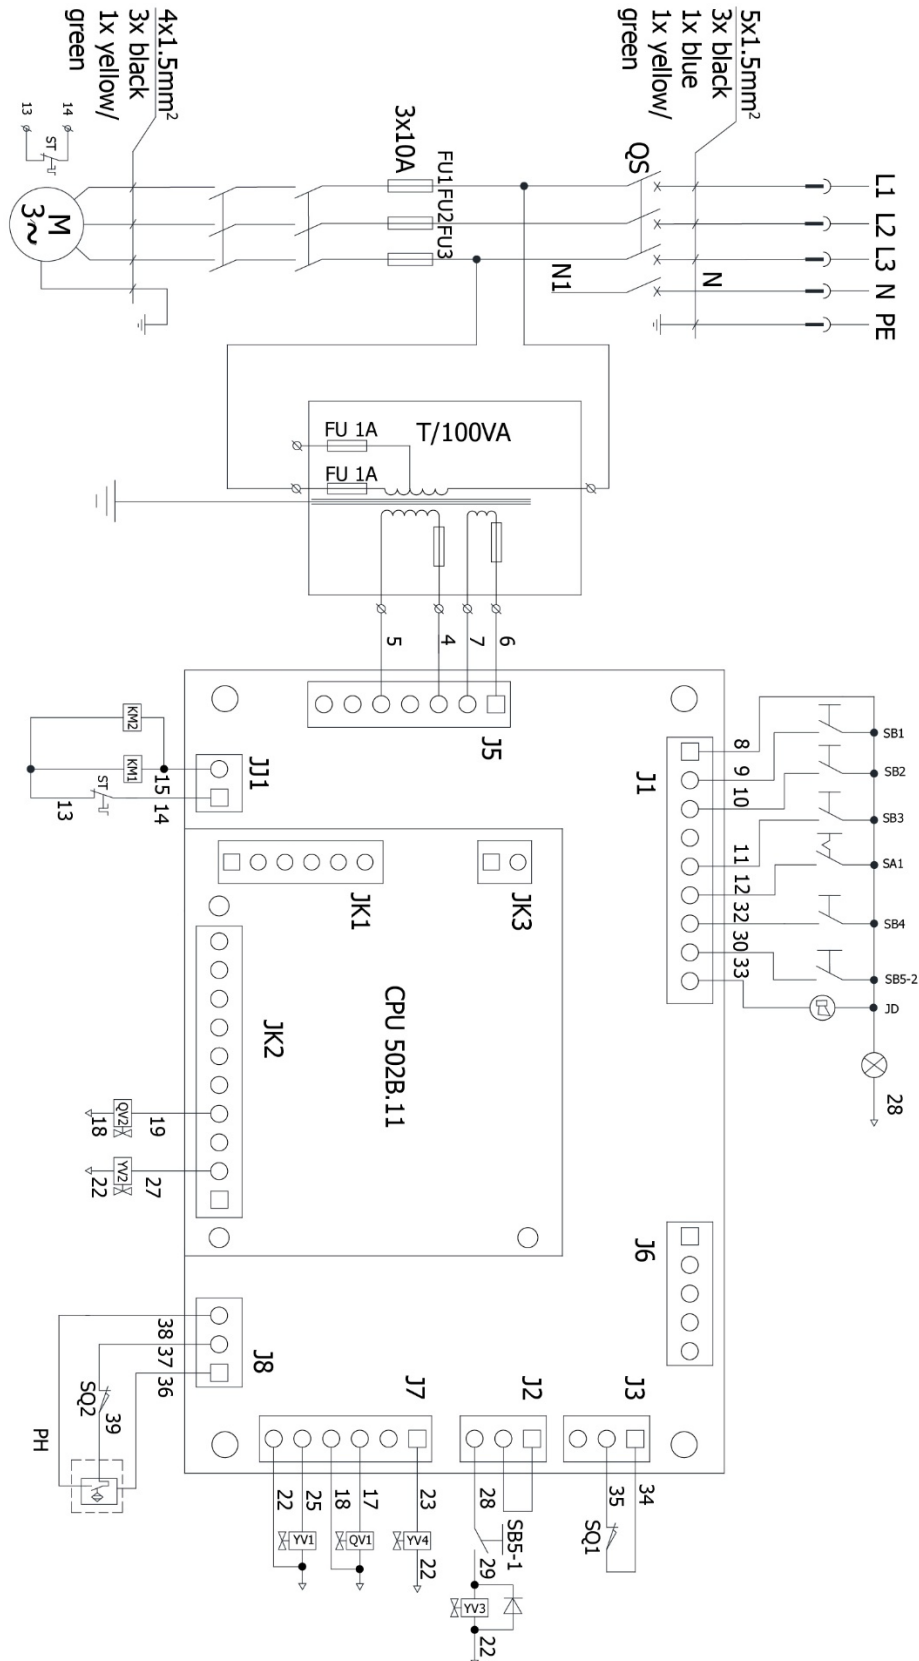 L1
L2
L3
N
PE
5x1.5mm²
3x black
1x blue
1x yellow/
green
N
QS
N1
FU1
FU2
FU3
3x10A
4x1.5mm²
3x black
1x yellow/
green
14
13
ST
M
3~
FU 1A
T/100VA
FU 1A
5
4
7
6
J5
8
9
10
11
12
32
30
33
J1
SB1
SB2
SB3
SA1
SB4
SB5-2
JD
28
KM2
KM1
ST
15
14
13
JJ1
JK1
JK3
JK2
CPU 502B.11
QV2
19
18
YV2
27
22
J6
J8
38
37
36
SQ2
39
PH
J7
J2
J3
22
25
18
17
23
28
35
34
YV1
QV1
YV4
22
SB5-1
29
SQ1
YV3
22